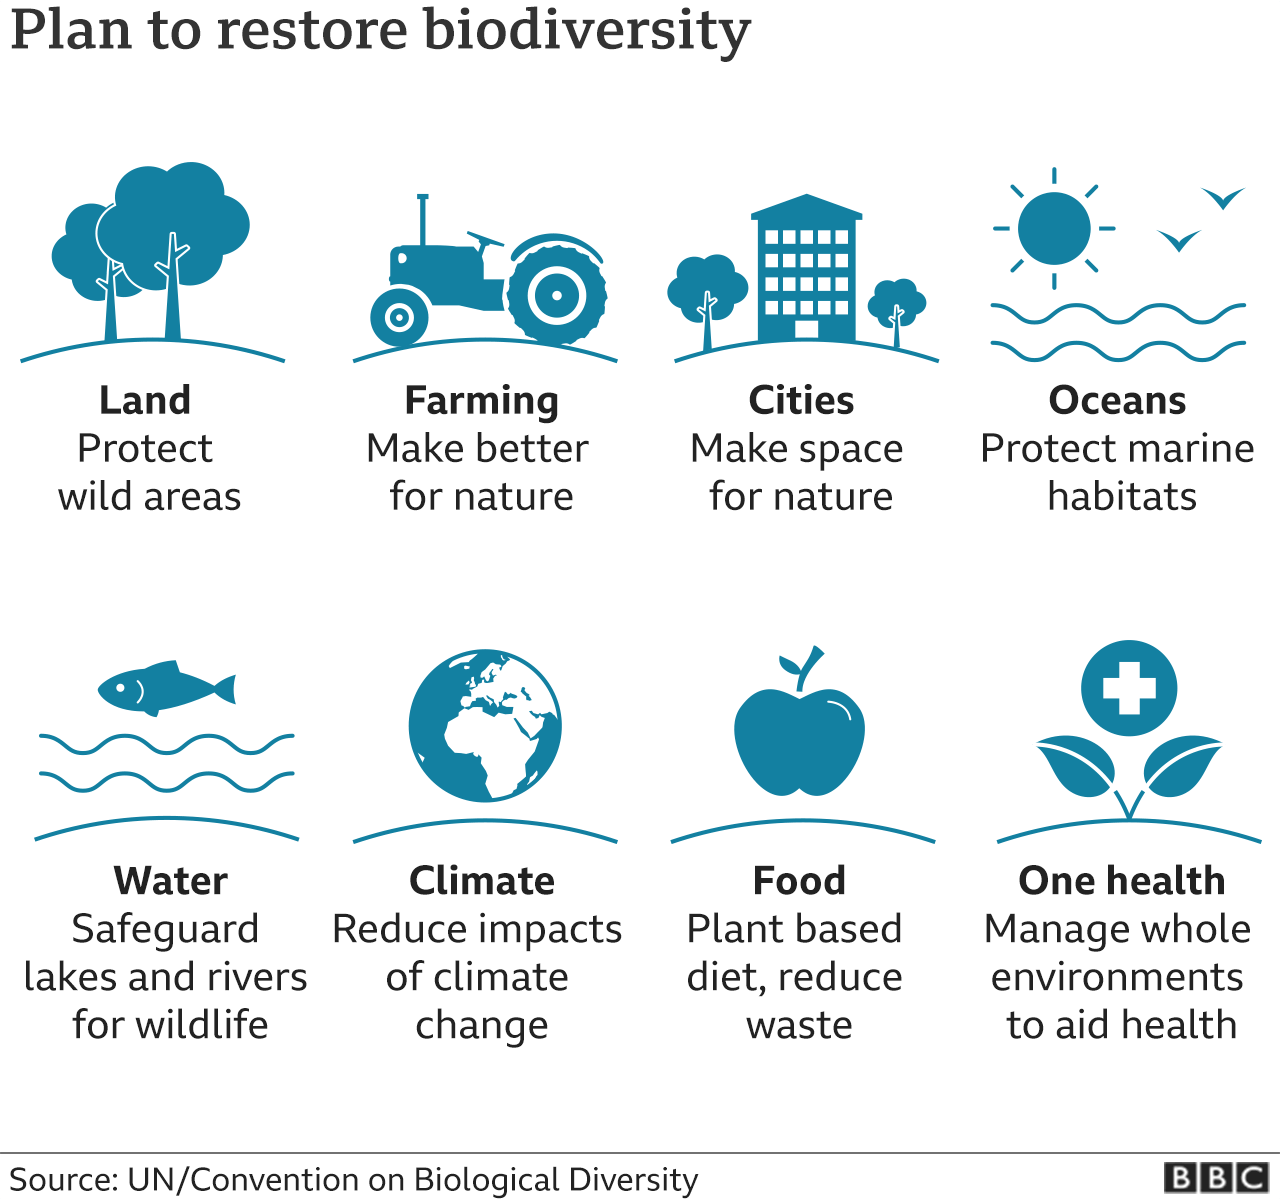 Plan to restore biodiversity
Land
Protect
wild areas
Farming
Make better
for nature
Cities
Make space
for nature
Oceans
Protect marine
habitats
Water
Safeguard
lakes and rivers
for wildlife
Climate
Reduce impacts
of climate
change
Food
Plant based
diet, reduce
waste
One health
Manage whole
environments
to aid health
Source: UN/Convention on Biological Diversity
BBC